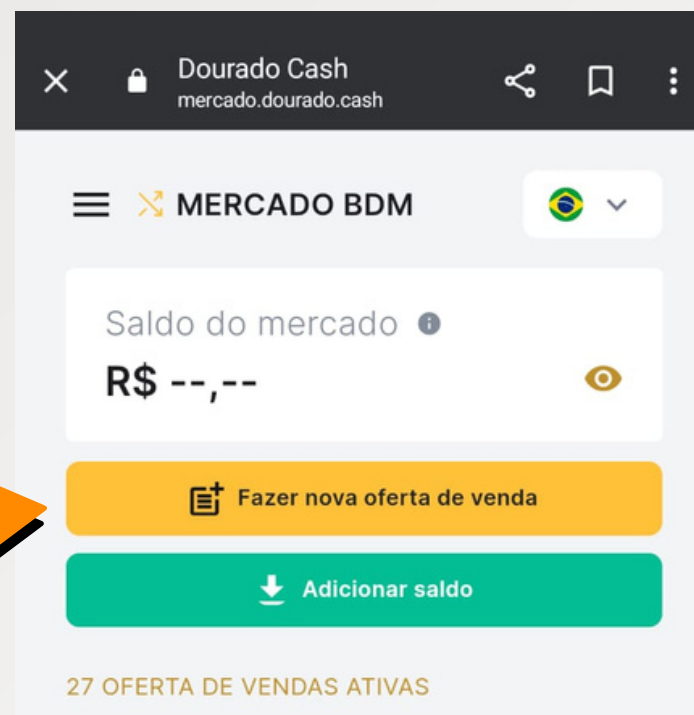 Dourado Cash
mercado.dourado.cash
MERCADO BDM
Saldo do mercado
R$ --,--
Fazer nova oferta de venda
Adicionar saldo
27 OFERTA DE VENDAS ATIVAS